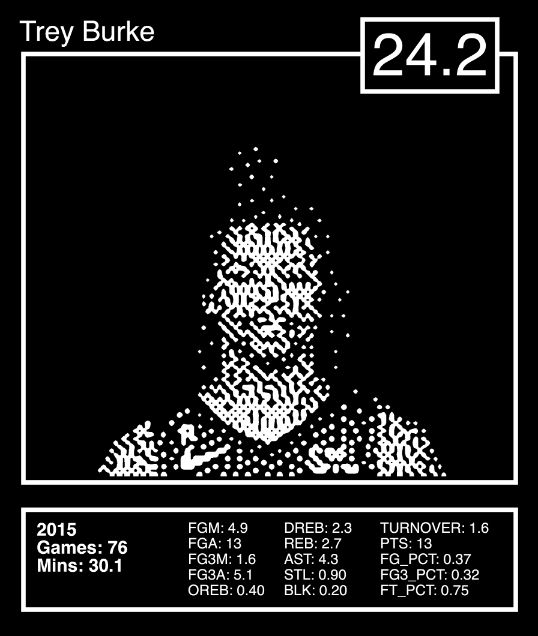 Trey Burke
24.2
2015
Games: 76
Mins: 30.1
FGM: 4.9
FGA: 13
FG3M: 1.6
FG3A: 5.1
OREB: 0.40
DREB: 2.3
REB: 2.7
AST: 4.3
STL: 0.90
BLK: 0.20
TURNOVER: 1.6
PTS: 13
FG_PCT: 0.37
FG3_PCT: 0.32
FT_PCT: 0.75